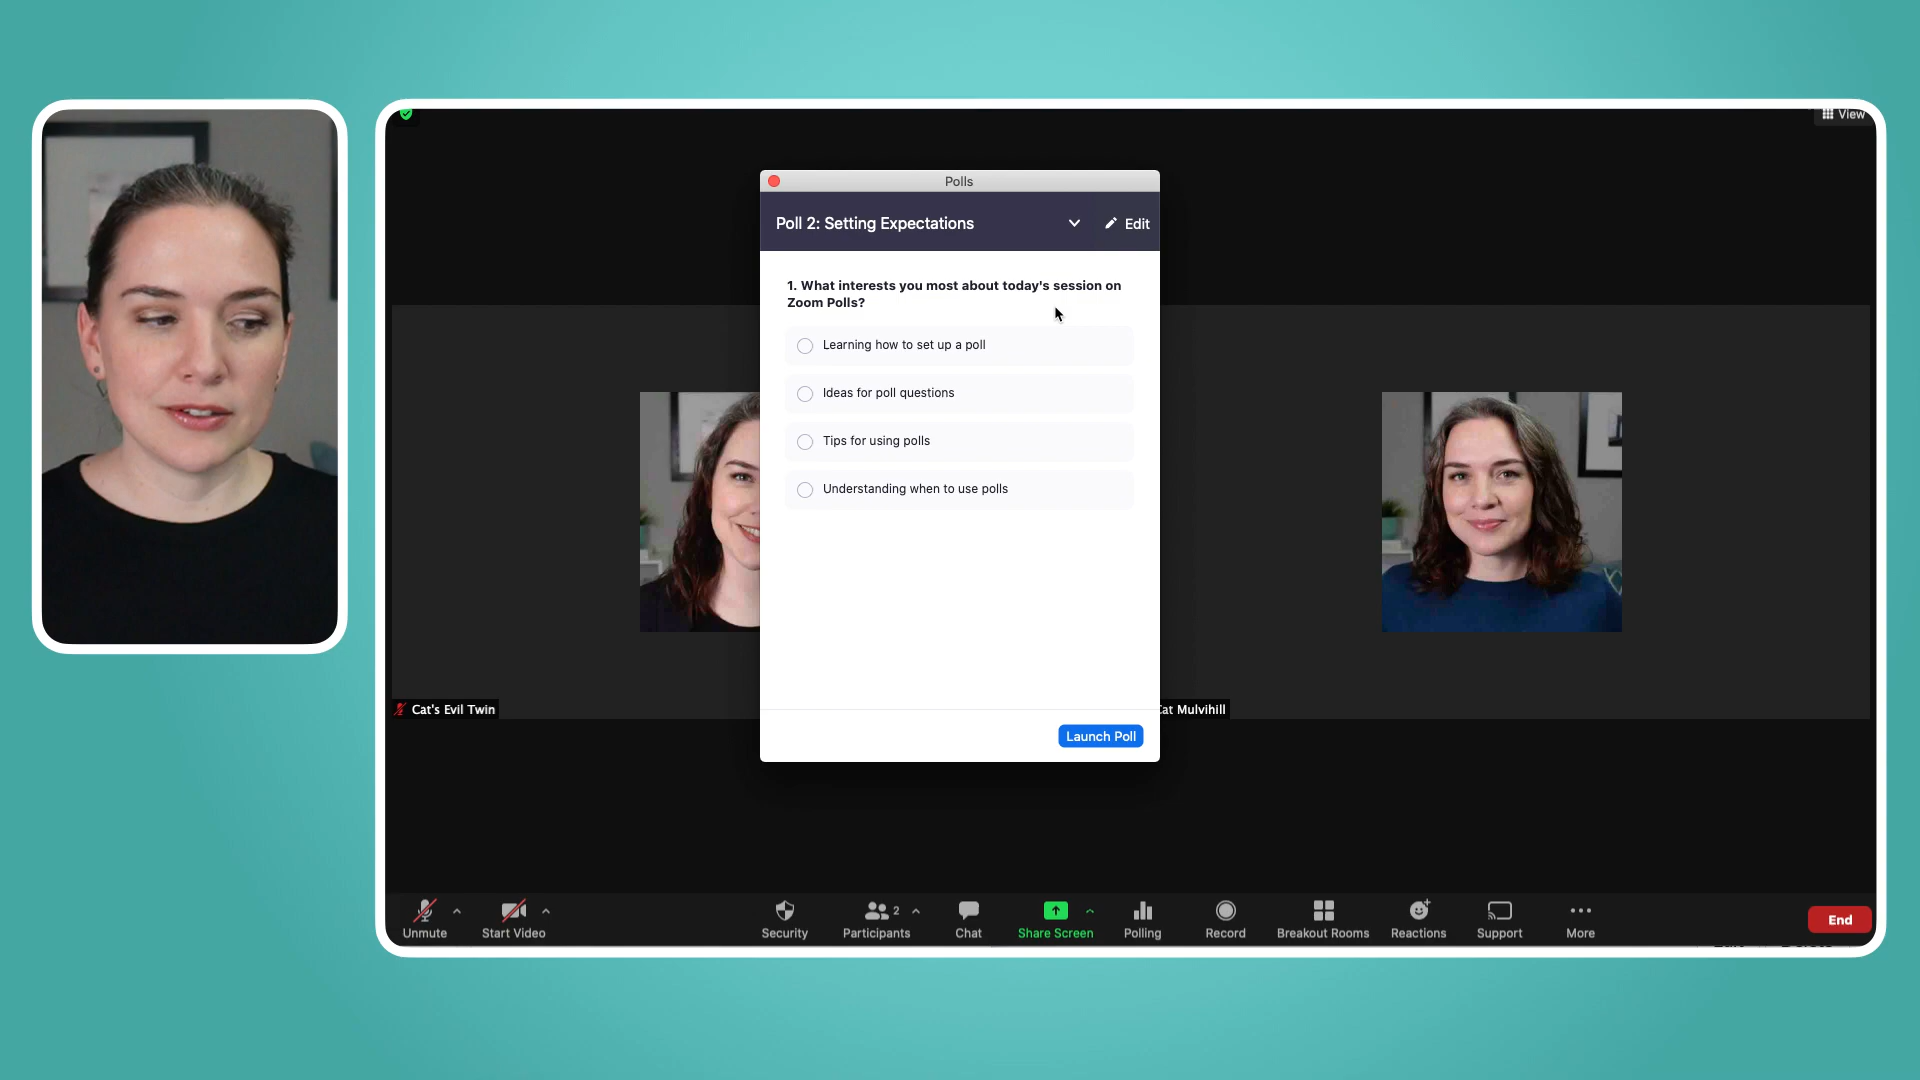 View
Polls
Poll 2: Setting Expectations
Edit
1. What interests you most about today's session on
Zoom Polls?
Learning how to set up a poll
Ideas for poll questions
Tips for using polls
Understanding when to use polls
Cat's Evil Twin
Cat Mulvihill
Launch Poll
Unmute
Start Video
Security
2
Participants
Chat
Share Screen
Polling
Record
Breakout Rooms
Reactions
Support
More
End